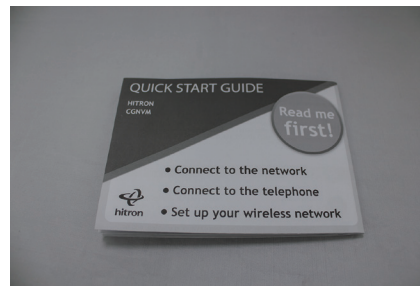 QUICK START GUIDE
HITRON
CGNVM
Read me
first!
• Connect to the network
• Connect to the telephone
• Set up your wireless network
hitron